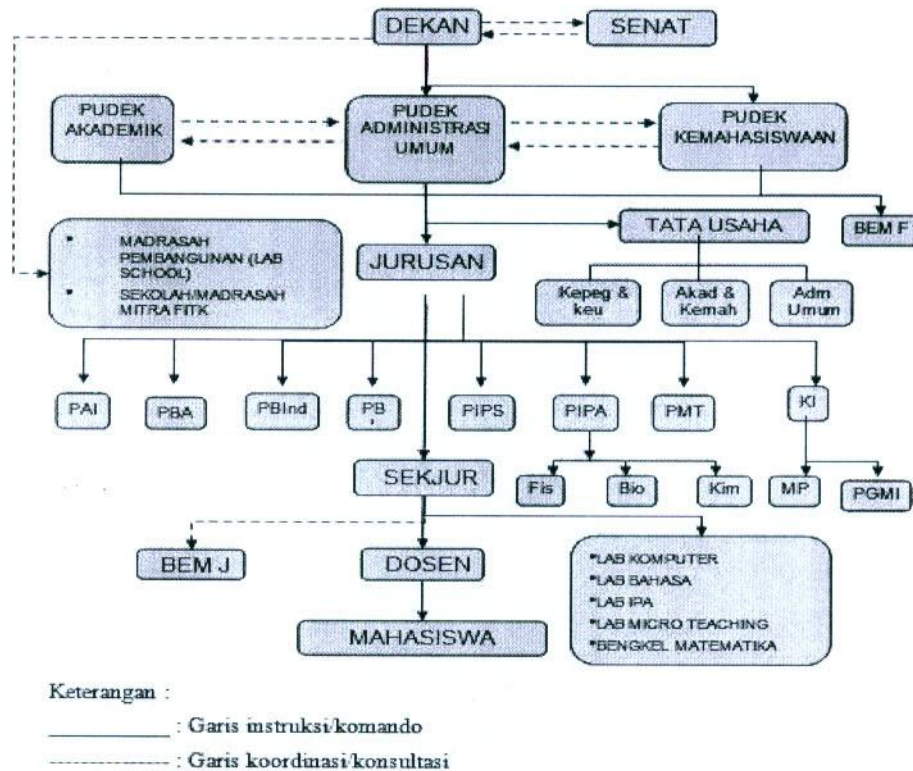 DEKAN
SENAT
PUDEK
AKADEMIK
PUDEK
ADMINISTRASI
UMUM
PUDEK
KEMAHASISWAAN
BEM F
TATA USAHA
▪ MADRASAH
PEMBANGUNAN (LAB
SCHOOL)
▪ SEKOLAH/MADRASAH
MITRA FITK
JURUSAN
Kepeg &
keu
Akad &
Kemah
Adm
Umum
PAI
PBA
PBInd
PB
PIPS
PIPA
PMT
KI
SEKJUR
Fis
Bio
Kim
MP
PGMI
BEM J
DOSEN
▪LAB KOMPUTER
▪LAB BAHASA
▪LAB IPA
▪LAB MICRO TEACHING
▪BENGKEL MATEMATIKA
MAHASISWA
Keterangan :
____________ : Garis instruksi/komando
--------------- : Garis koordinasi/konsultasi